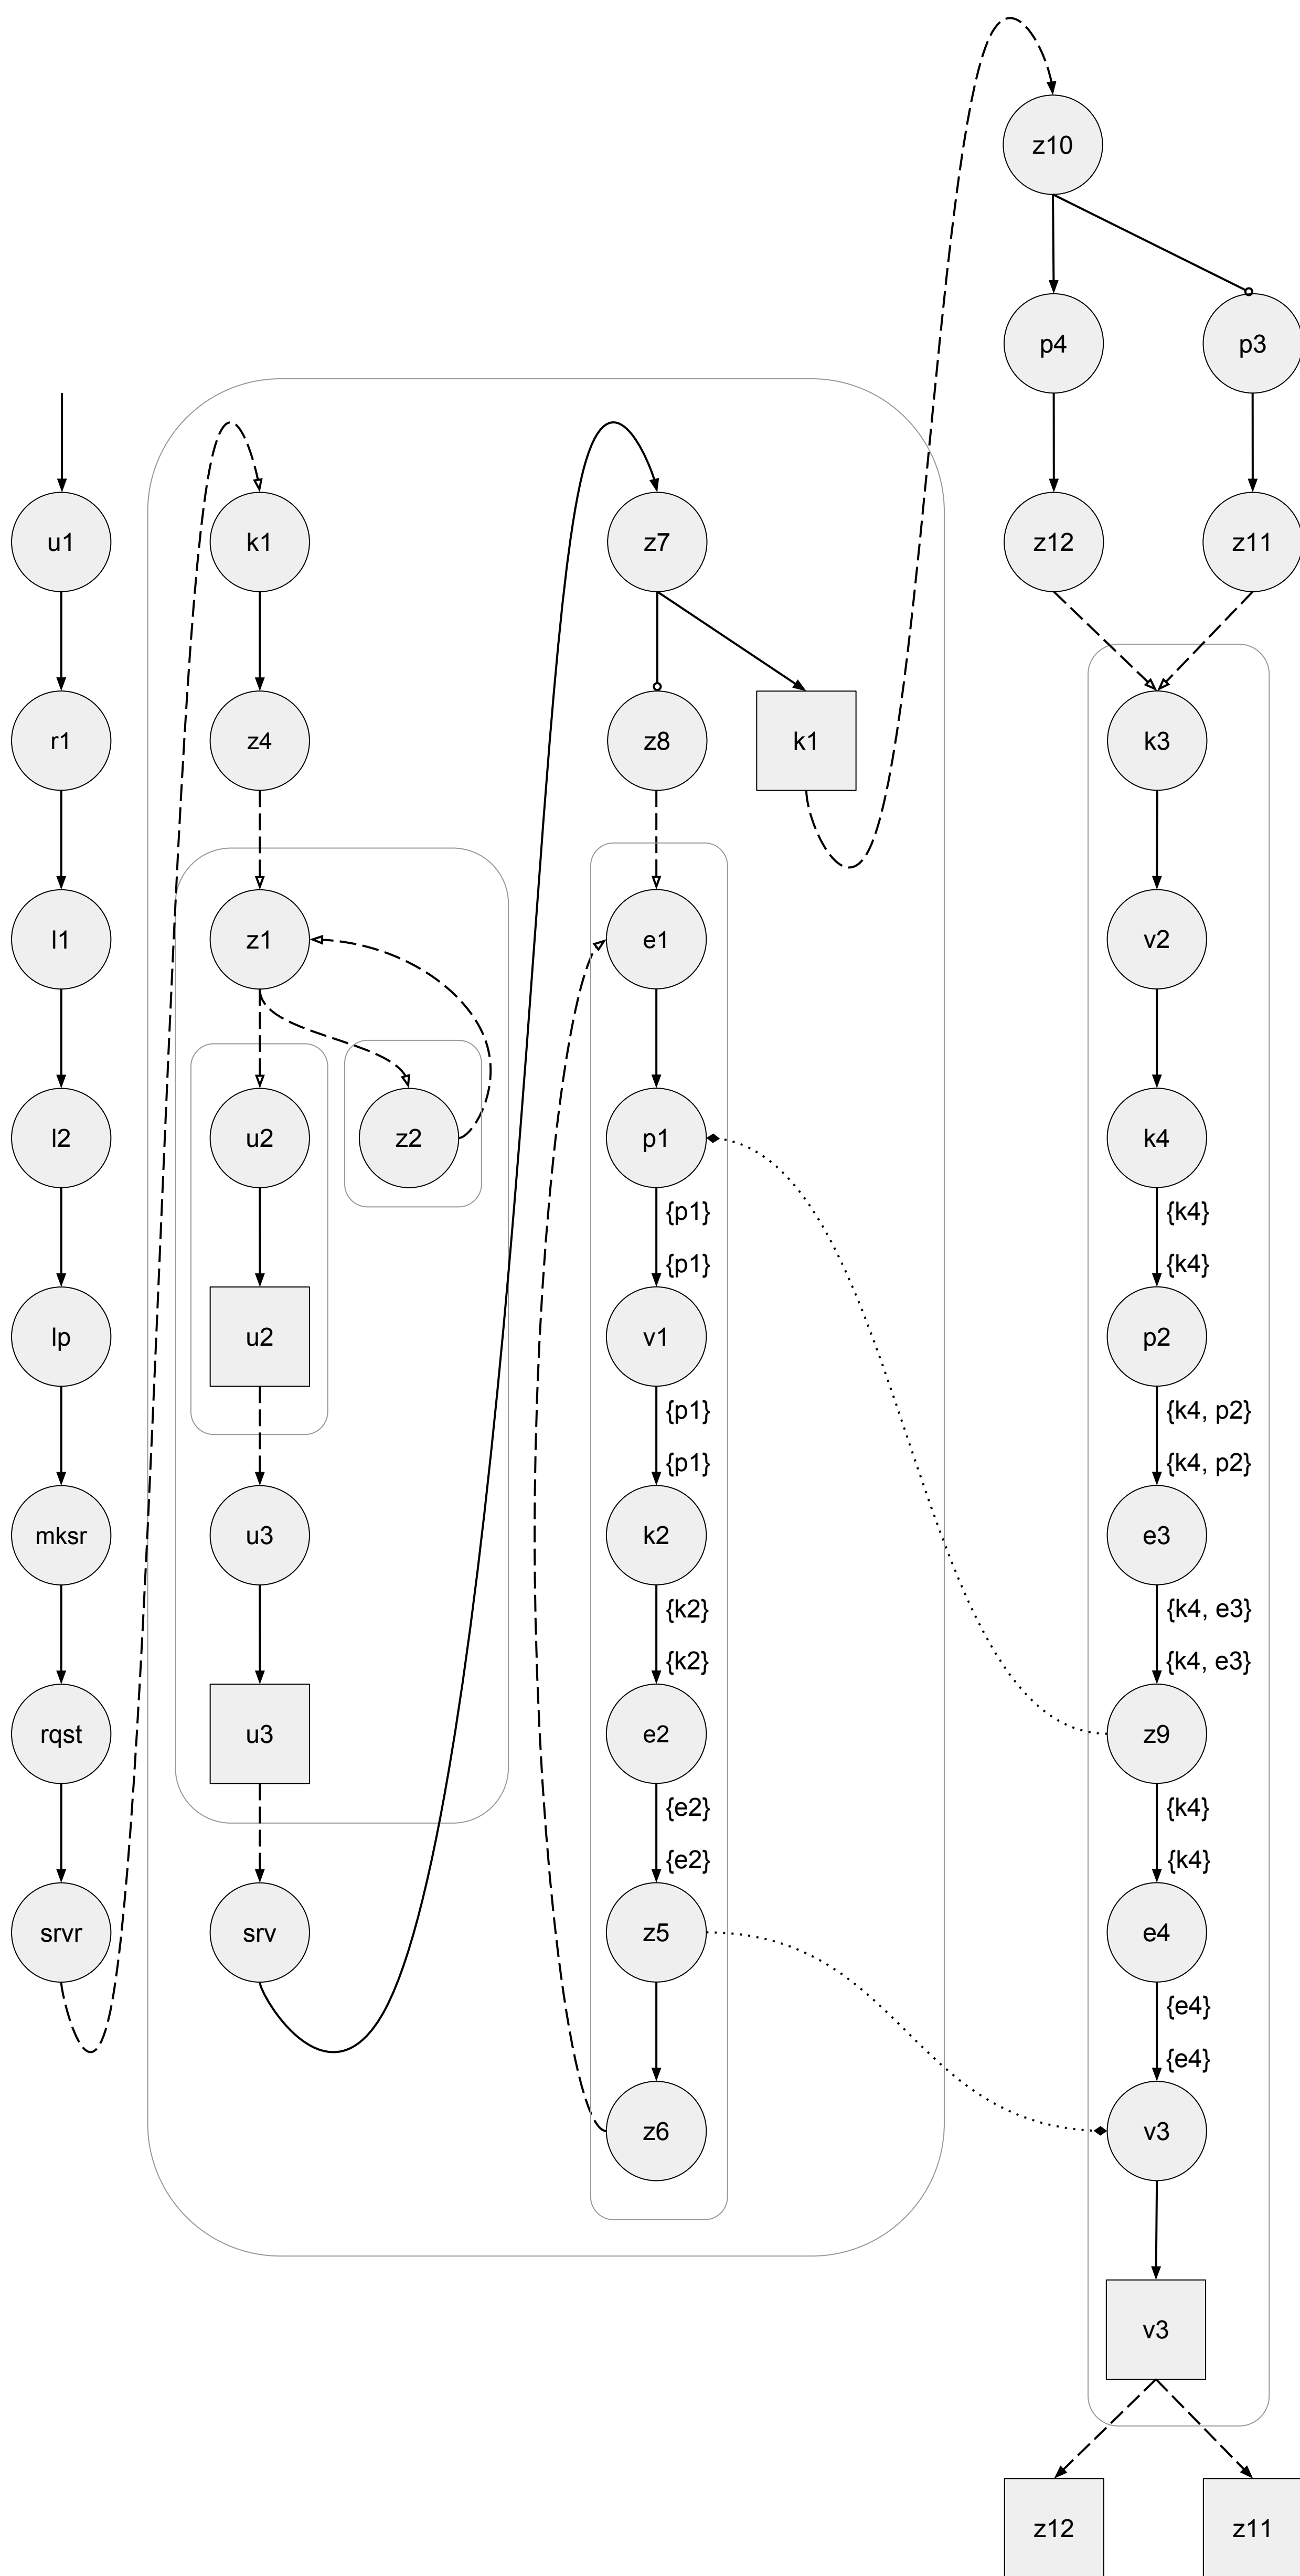 z10
p4
p3
z12
z11
u1
r1
l1
l2
lp
mksr
rqst
srvr
k1
z4
z1
u2
z2
u2
u3
u3
srv
z7
z8
k1
e1
p1
{p1}
{p1}
v1
{p1}
{p1}
k2
{k2}
{k2}
e2
{e2}
{e2}
z5
z6
k3
v2
k4
{k4}
{k4}
p2
{k4, p2}
{k4, p2}
e3
{k4, e3}
{k4, e3}
z9
{k4}
{k4}
e4
{e4}
{e4}
v3
v3
z12
z11